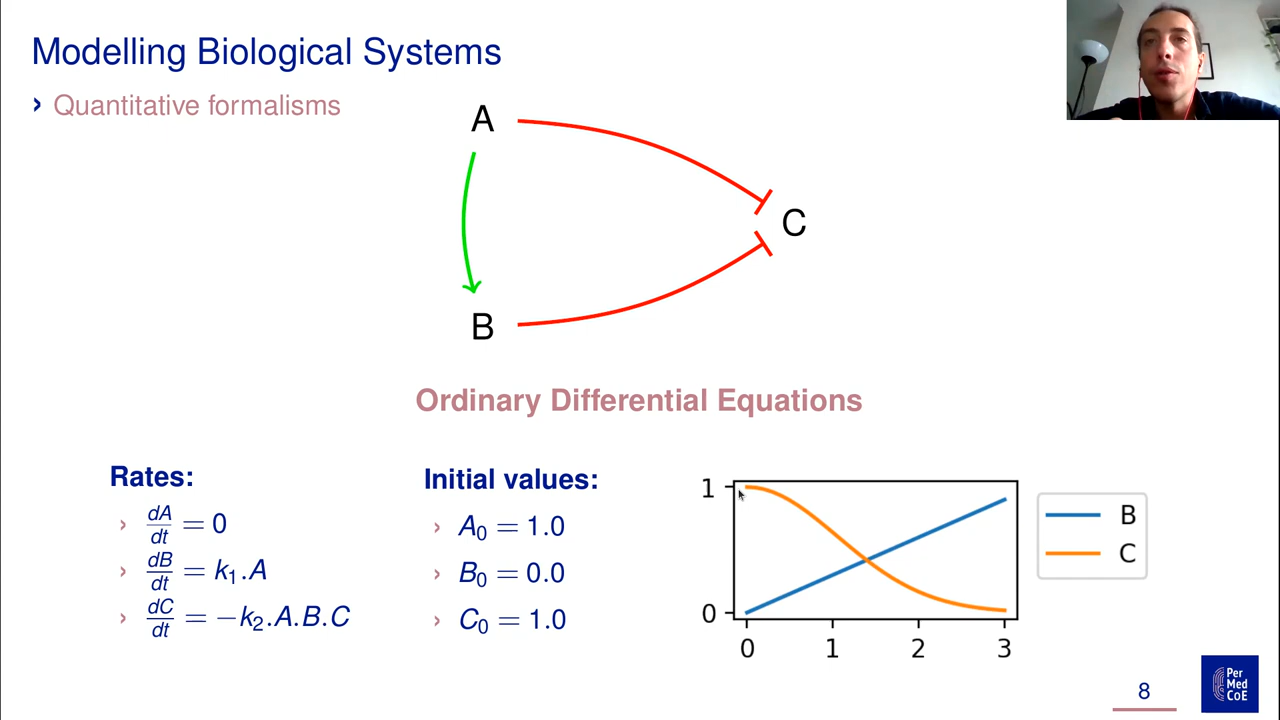 Modelling Biological Systems
› Quantitative formalisms
A
C
B
Ordinary Differential Equations
Rates:
› dA/dt = 0
› dB/dt = k₁.A
› dC/dt = −k₂.A.B.C
Initial values:
› A₀ = 1.0
› B₀ = 0.0
› C₀ = 1.0
1
0
0 1 2 3
B
C
8
Per
Med
CoE